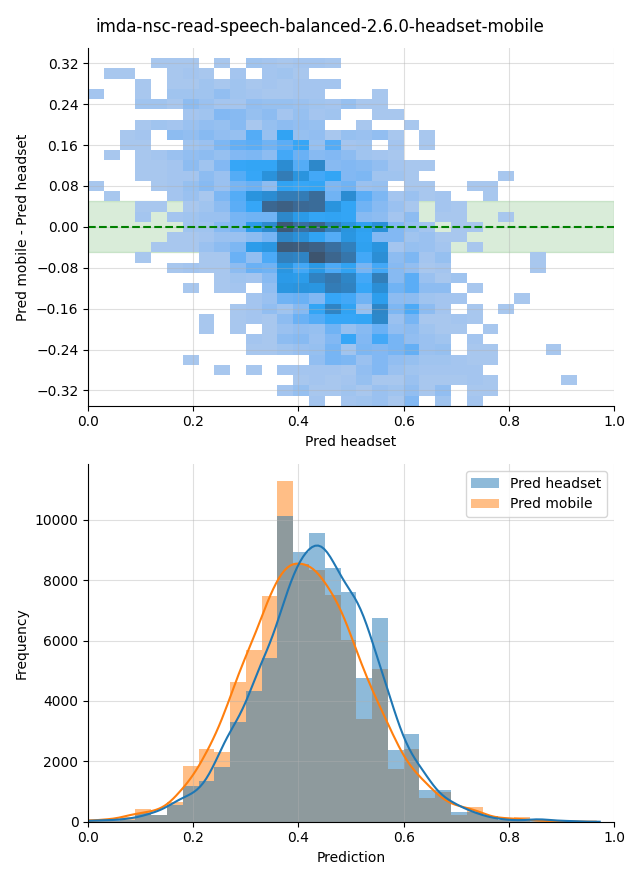 imda-nsc-read-speech-balanced-2.6.0-headset-mobile
Pred mobile - Pred headset
0.32
0.24
0.16
0.08
0.00
−0.08
−0.16
−0.24
−0.32
0.0 0.2 0.4 0.6 0.8 1.0
Pred headset
Pred headset
Pred mobile
Frequency
10000
8000
6000
4000
2000
0
0.0 0.2 0.4 0.6 0.8 1.0
Prediction